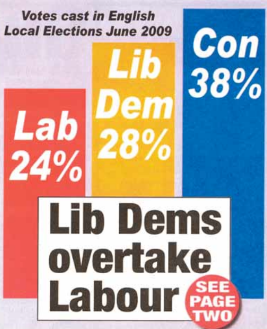 Votes cast in English
Local Elections June 2009
Lab
24%
Lib
Dem
28%
Con
38%
Lib Dems
overtake
Labour
SEE
PAGE
TWO